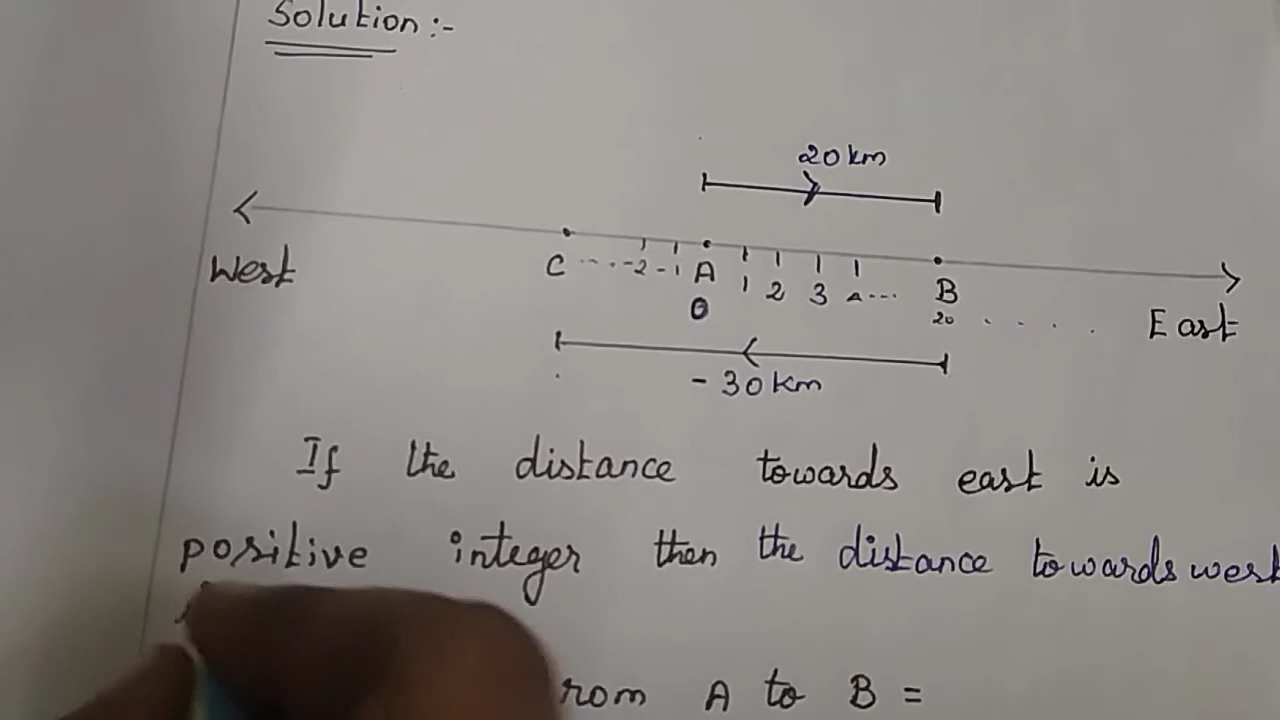 Solution :-
20 km
West C ....-2 -1 A 1 2 3 4... B East
0 20 . . . .
- 30 km
If the distance towards east is
positive integer then the distance towards west
rom A to B =